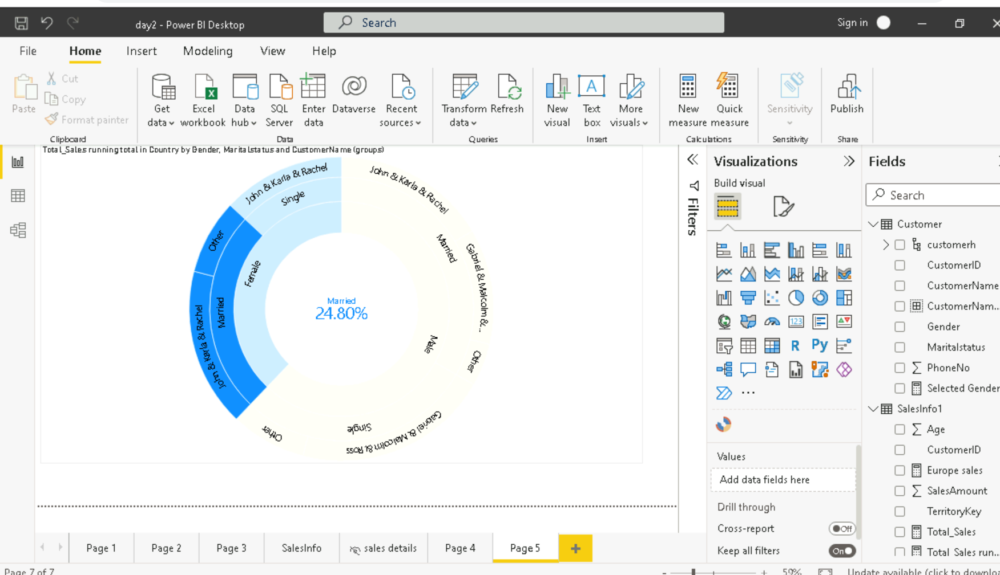 day2 - Power BI Desktop
Search
Sign in
File
Home
Insert
Modeling
View
Help
Paste
Cut
Copy
Format painter
Clipboard
Get data
Excel workbook
Data hub
SQL Server
Enter data
Dataverse
Recent sources
Data
Transform data
Refresh
Queries
New visual
Text box
More visuals
Insert
New measure
Quick measure
Calculations
Sensitivity
Sensitivity
Publish
Share
Total_Sales running total in Country by Gender, Maritalstatus and CustomerName (groups)
John & Karla & Rachel
Single
Other
Female
Married
John & Karla & Rachel
Married
24.80%
John & Karla & Rachel
Married
Gabriel & Malcolm &...
Male
Other
Single
Gabriel & Malcolm & Ross
Other
Filters
Visualizations
Build visual
123
R
Py
Values
Add data fields here
Drill through
Cross-report
Off
Keep all filters
On
Fields
Search
Customer
customerh
CustomerID
CustomerName
CustomerNam...
Gender
Maritalstatus
PhoneNo
Selected Gender
SalesInfo1
Age
CustomerID
Europe sales
SalesAmount
TerritoryKey
Total_Sales
Total_Sales run...
Page 1
Page 2
Page 3
SalesInfo
sales details
Page 4
Page 5
Page 7 of 7
59%
Update available (click to downloa